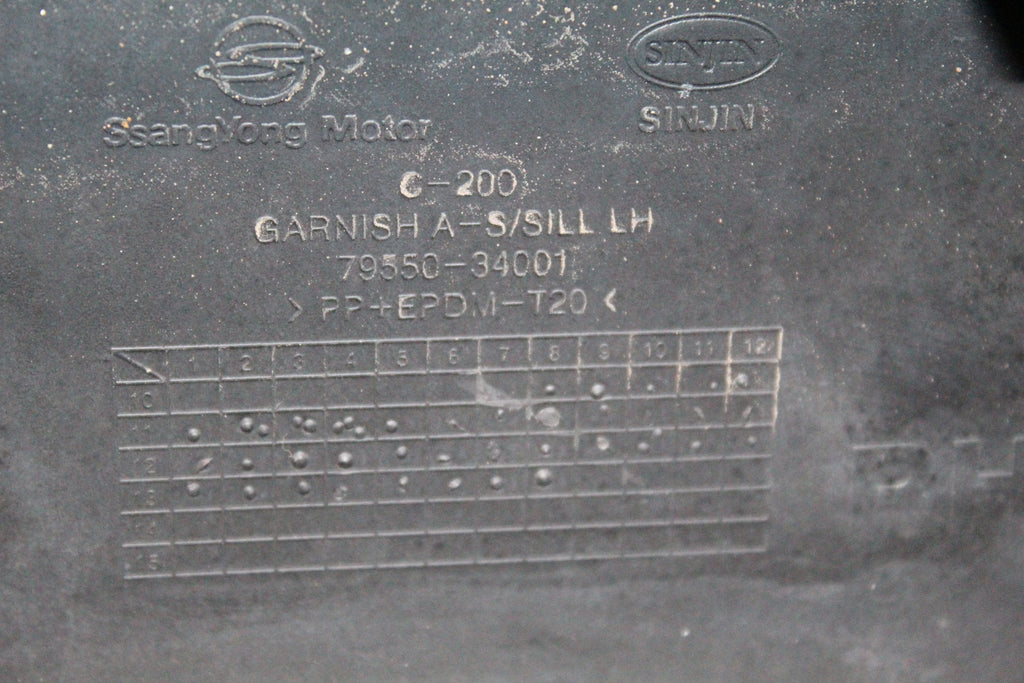 SINJIN
SsangYong Motor
SINJIN
C-200
GARNISH A-S/SILL LH
79550-34001
> PP+EPDM-T20 <
1 2 3 4 5 6 7 8 9 10 11 12
10
11
12
13
14
15